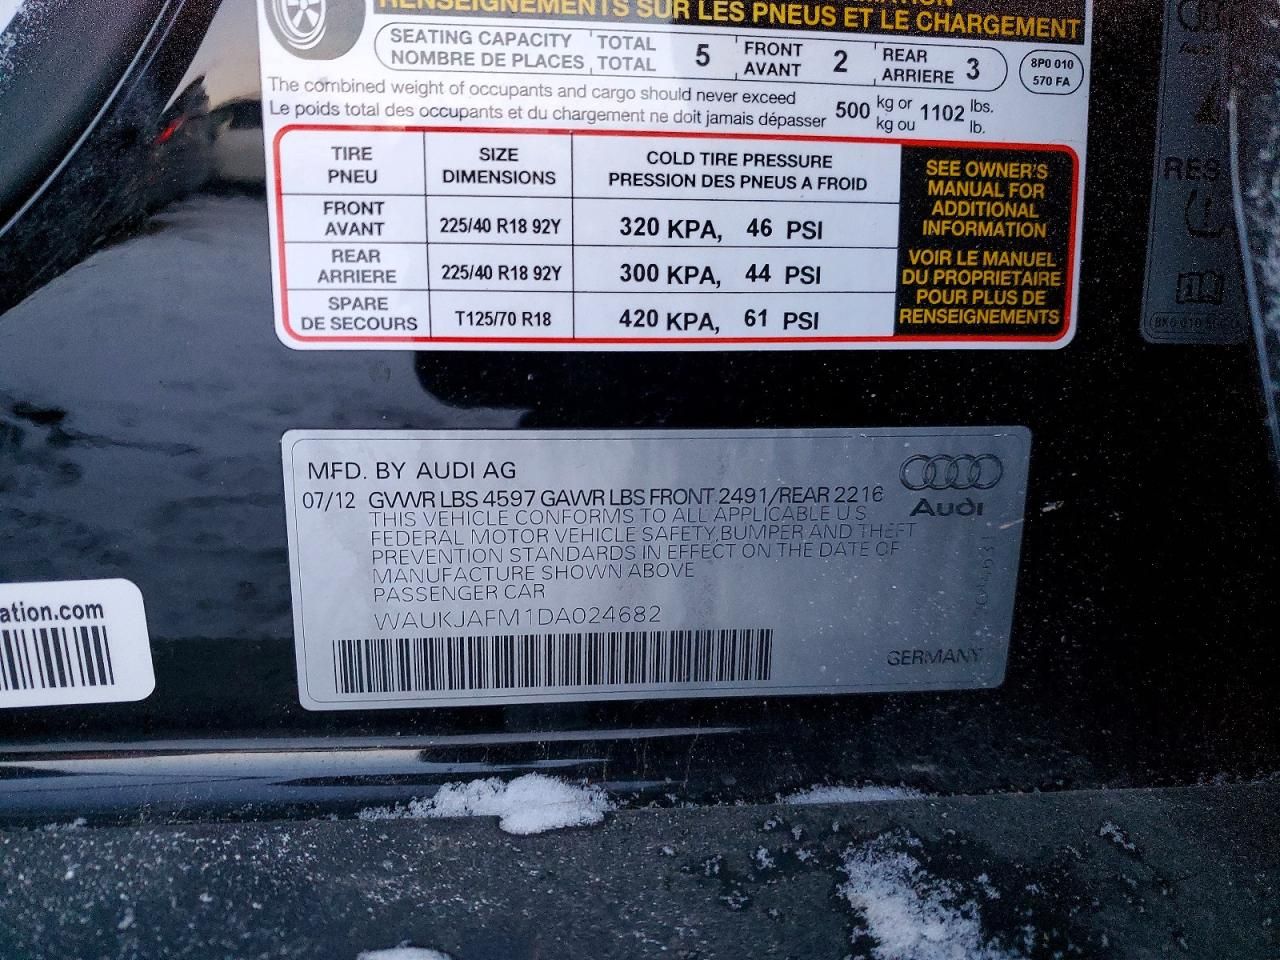 RENSEIGNEMENTS SUR LES PNEUS ET LE CHARGEMENT
SEATING CAPACITY TOTAL 5 FRONT 2 REAR 3
NOMBRE DE PLACES TOTAL AVANT ARRIERE
8P0 010
570 FA
The combined weight of occupants and cargo should never exceed 500 kg or 1102 lbs.
Le poids total des occupants et du chargement ne doit jamais dépasser kg ou lb.
TIRE SIZE COLD TIRE PRESSURE
PNEU DIMENSIONS PRESSION DES PNEUS A FROID
FRONT
AVANT 225/40 R18 92Y 320 KPA, 46 PSI
REAR
ARRIERE 225/40 R18 92Y 300 KPA, 44 PSI
SPARE
DE SECOURS T125/70 R18 420 KPA, 61 PSI
SEE OWNER'S
MANUAL FOR
ADDITIONAL
INFORMATION
VOIR LE MANUEL
DU PROPRIETAIRE
POUR PLUS DE
RENSEIGNEMENTS
Audi
RES
MFD. BY AUDI AG
07/12 GVWR LBS 4597 GAWR LBS FRONT 2491/REAR 2216
THIS VEHICLE CONFORMS TO ALL APPLICABLE U S
FEDERAL MOTOR VEHICLE SAFETY,BUMPER AND THEFT
PREVENTION STANDARDS IN EFFECT ON THE DATE OF
MANUFACTURE SHOWN ABOVE
PASSENGER CAR
WAUKJAFM1DA024682
Audi
GERMANY
ation.com